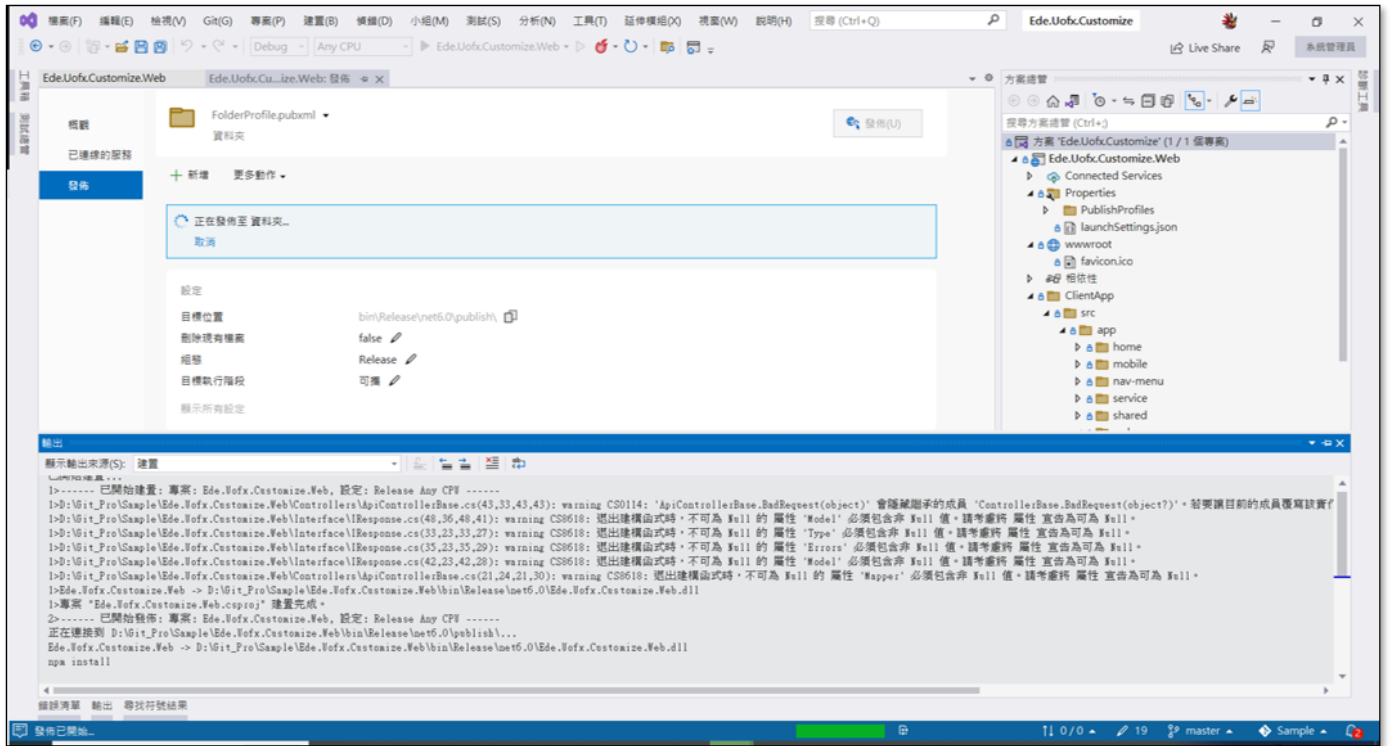 檔案(F) 編輯(E) 檢視(V) Git(G) 專案(P) 建置(B) 偵錯(D) 小組(M) 測試(S) 分析(N) 工具(T) 延伸模組(X) 視窗(W) 說明(H) 搜尋 (Ctrl+Q) Ede.Uofx.Customize
Debug Any CPU Ede.Uofx.Customize.Web Live Share 系統管理員
Ede.Uofx.Customize.Web Ede.Uofx.Cu...ize.Web: 發佈
工具箱 測試總管
概觀
已連線的服務
發佈
FolderProfile.pubxml
資料夾
發佈(U)
新增 更多動作
正在發佈至 資料夾...
取消
設定
目標位置 bin\Release\net6.0\publish\
刪除現有檔案 false
組態 Release
目標執行階段 可攜
顯示所有設定
方案總管
搜尋方案總管 (Ctrl+;)
方案 'Ede.Uofx.Customize' (1 / 1 個專案)
Ede.Uofx.Customize.Web
Connected Services
Properties
PublishProfiles
launchSettings.json
wwwroot
favicon.ico
相依性
ClientApp
src
app
home
mobile
nav-menu
service
shared
診斷工具
輸出
顯示輸出來源(S): 建置
已開始建置...
1>------ 已開始建置: 專案: Ede.Uofx.Customize.Web, 設定: Release Any CPU ------
1>D:\Git_Pro\Sample\Ede.Uofx.Customize.Web\Controllers\ApiControllerBase.cs(43,33,43,43): warning CS0114: 'ApiControllerBase.BadRequest(object)' 會隱藏繼承的成員 'ControllerBase.BadRequest(object?)'。若要讓目前的成員覆寫該實作
1>D:\Git_Pro\Sample\Ede.Uofx.Customize.Web\Interface\IResponse.cs(48,36,48,41): warning CS8618: 退出建構函式時，不可為 Null 的 屬性 'Model' 必須包含非 Null 值。請考慮將 屬性 宣告為可為 Null。
1>D:\Git_Pro\Sample\Ede.Uofx.Customize.Web\Interface\IResponse.cs(33,23,33,27): warning CS8618: 退出建構函式時，不可為 Null 的 屬性 'Type' 必須包含非 Null 值。請考慮將 屬性 宣告為可為 Null。
1>D:\Git_Pro\Sample\Ede.Uofx.Customize.Web\Interface\IResponse.cs(35,23,35,29): warning CS8618: 退出建構函式時，不可為 Null 的 屬性 'Errors' 必須包含非 Null 值。請考慮將 屬性 宣告為可為 Null。
1>D:\Git_Pro\Sample\Ede.Uofx.Customize.Web\Interface\IResponse.cs(42,23,42,28): warning CS8618: 退出建構函式時，不可為 Null 的 屬性 'Model' 必須包含非 Null 值。請考慮將 屬性 宣告為可為 Null。
1>D:\Git_Pro\Sample\Ede.Uofx.Customize.Web\Controllers\ApiControllerBase.cs(21,24,21,30): warning CS8618: 退出建構函式時，不可為 Null 的 屬性 'Mapper' 必須包含非 Null 值。請考慮將 屬性 宣告為可為 Null。
1>Ede.Uofx.Customize.Web -> D:\Git_Pro\Sample\Ede.Uofx.Customize.Web\bin\Release\net6.0\Ede.Uofx.Customize.Web.dll
1>專案 "Ede.Uofx.Customize.Web.csproj" 建置完成。
2>------ 已開始發佈: 專案: Ede.Uofx.Customize.Web, 設定: Release Any CPU ------
正在連接到 D:\Git_Pro\Sample\Ede.Uofx.Customize.Web\bin\Release\net6.0\publish\...
Ede.Uofx.Customize.Web -> D:\Git_Pro\Sample\Ede.Uofx.Customize.Web\bin\Release\net6.0\Ede.Uofx.Customize.Web.dll
npm install
錯誤清單 輸出 尋找符號結果
發佈已開始... 0 / 0 19 master Sample 2